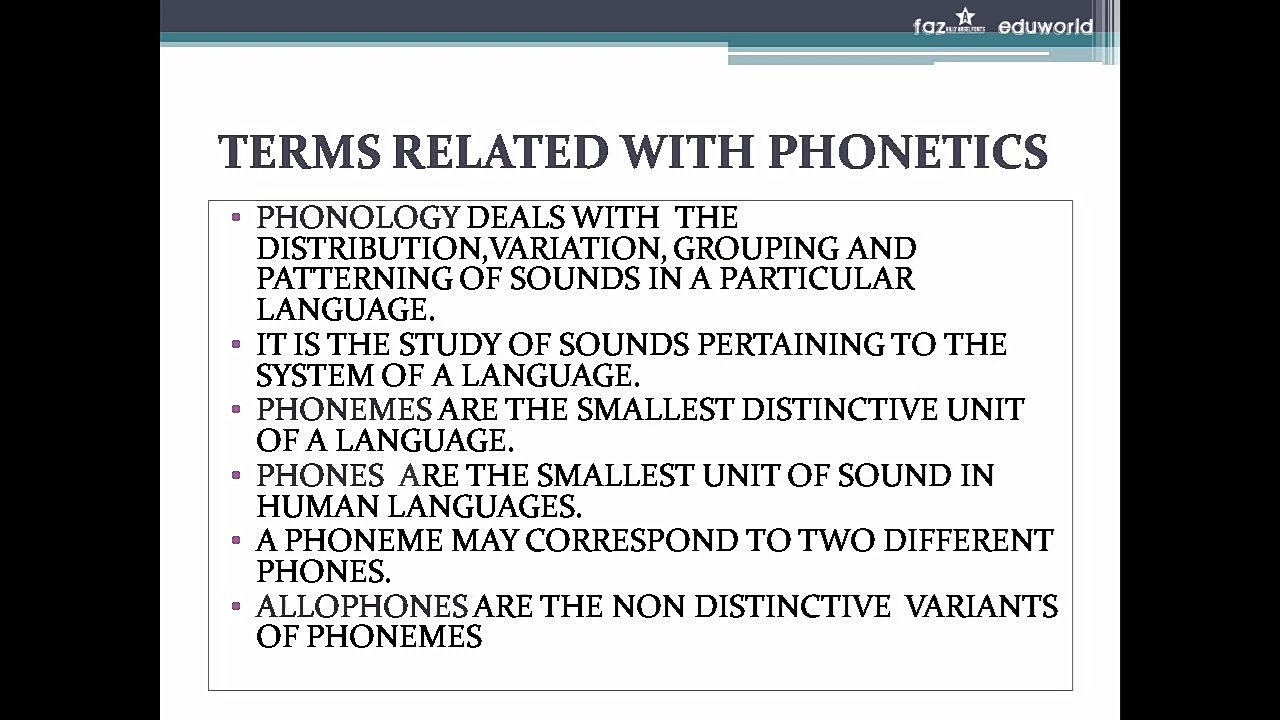 faz eduworld
TERMS RELATED WITH PHONETICS
▪ PHONOLOGY DEALS WITH THE
DISTRIBUTION,VARIATION, GROUPING AND
PATTERNING OF SOUNDS IN A PARTICULAR
LANGUAGE.
▪ IT IS THE STUDY OF SOUNDS PERTAINING TO THE
SYSTEM OF A LANGUAGE.
▪ PHONEMES ARE THE SMALLEST DISTINCTIVE UNIT
OF A LANGUAGE.
▪ PHONES ARE THE SMALLEST UNIT OF SOUND IN
HUMAN LANGUAGES.
▪ A PHONEME MAY CORRESPOND TO TWO DIFFERENT
PHONES.
▪ ALLOPHONES ARE THE NON DISTINCTIVE VARIANTS
OF PHONEMES